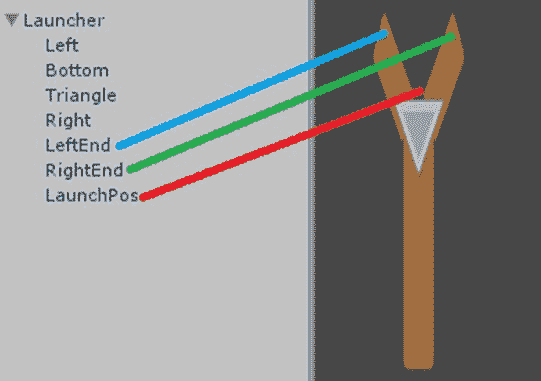 Launcher
Left
Bottom
Triangle
Right
LeftEnd
RightEnd
LaunchPos